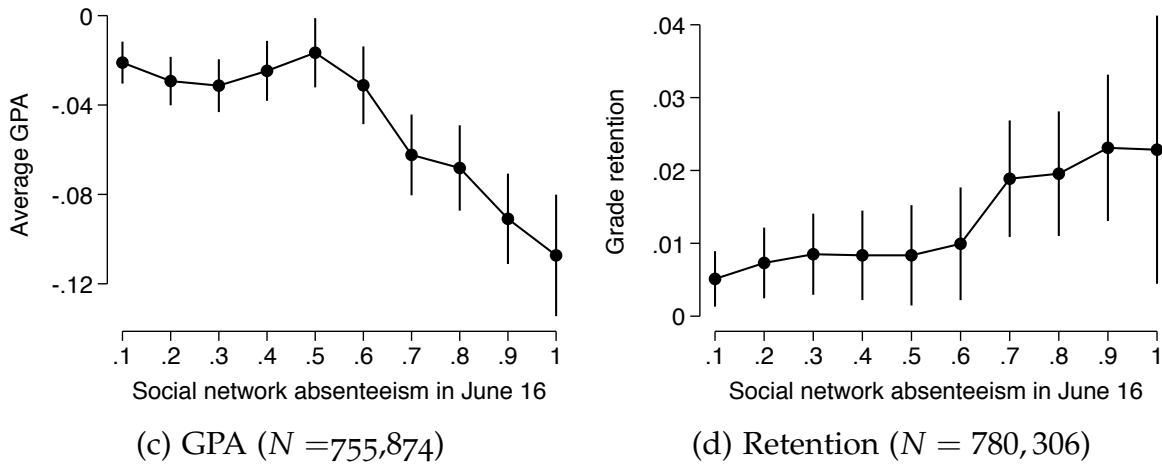 0
-.04
-.08
-.12
Average GPA
.1 .2 .3 .4 .5 .6 .7 .8 .9 1
Social network absenteeism in June 16
(c) GPA (N =755,874)
.04
.03
.02
.01
0
Grade retention
.1 .2 .3 .4 .5 .6 .7 .8 .9 1
Social network absenteeism in June 16
(d) Retention (N = 780, 306)